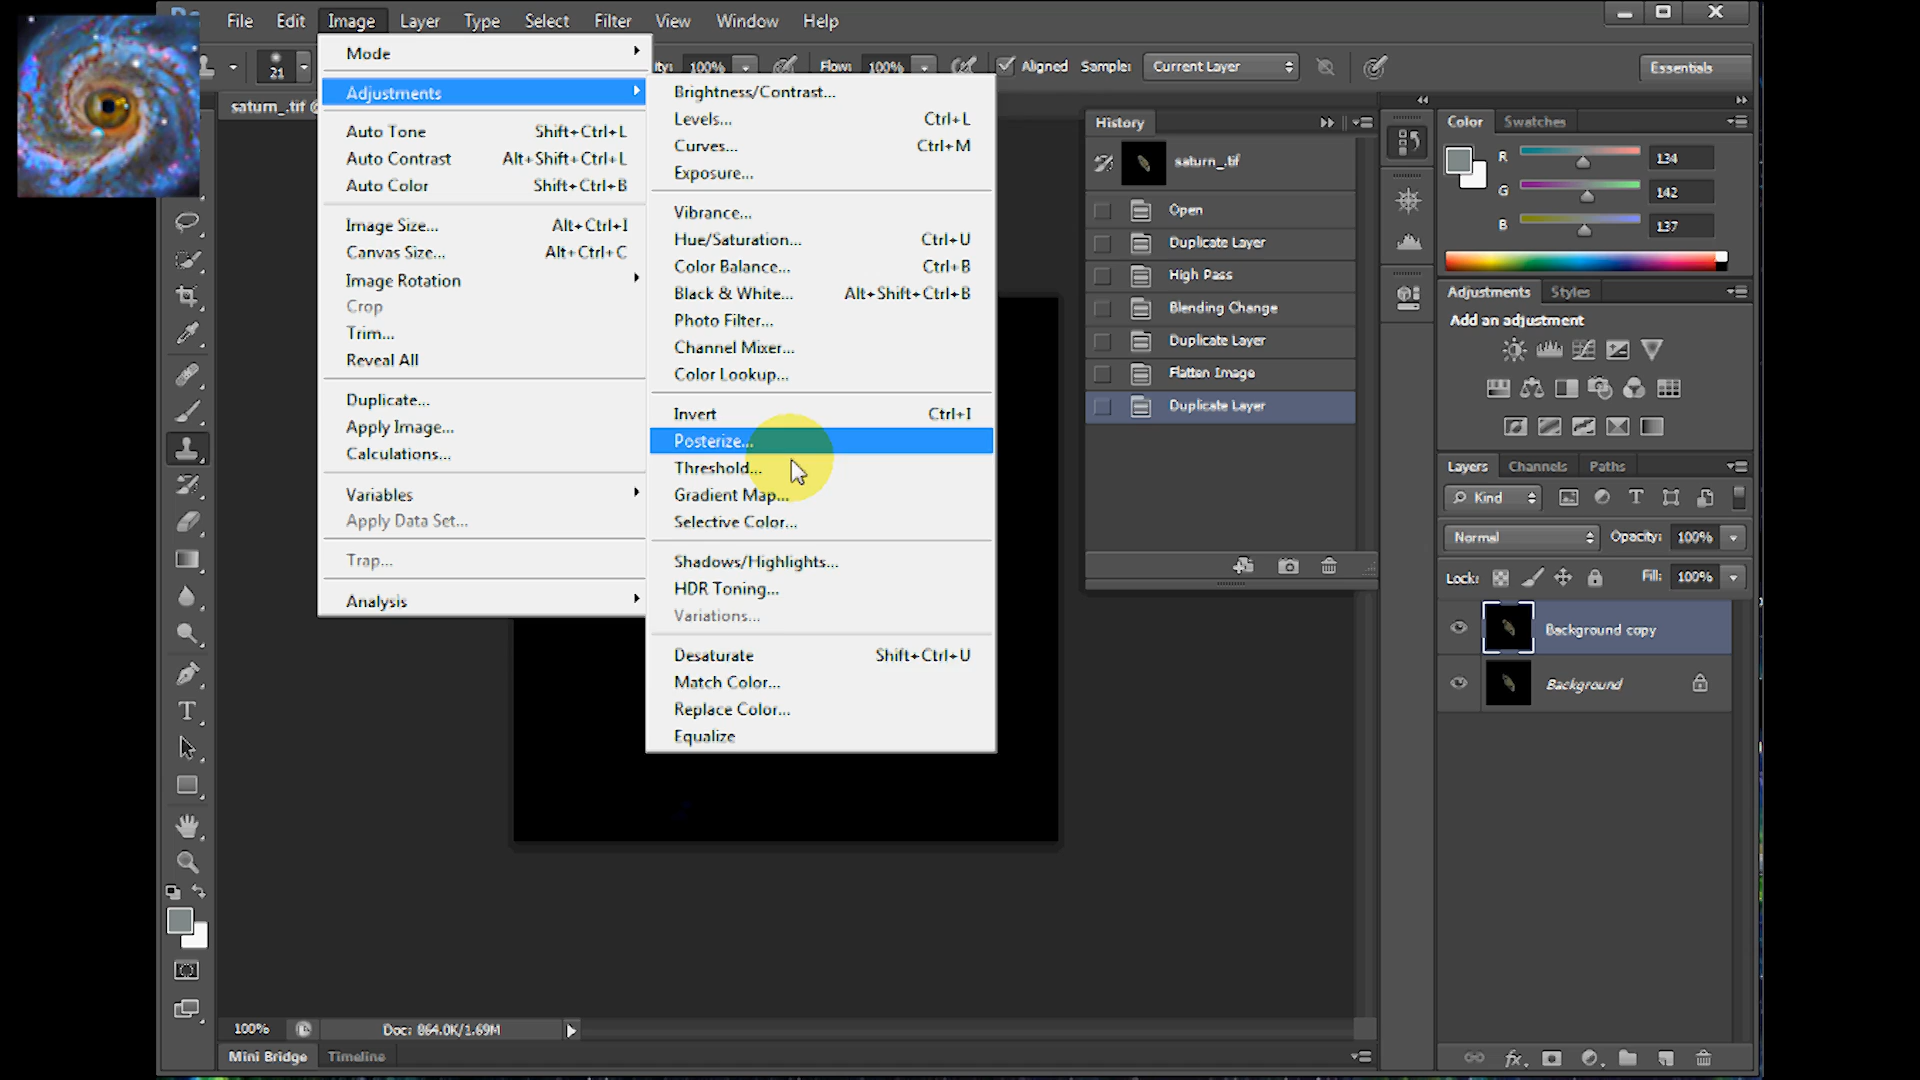 File Edit Image Layer Type Select Filter View Window Help
21
100% Flow: 100% Aligned Sample: Current Layer Essentials
saturn_.tif @
Mode
Adjustments
Auto Tone Shift+Ctrl+L
Auto Contrast Alt+Shift+Ctrl+L
Auto Color Shift+Ctrl+B
Image Size... Alt+Ctrl+I
Canvas Size... Alt+Ctrl+C
Image Rotation
Crop
Trim...
Reveal All
Duplicate...
Apply Image...
Calculations...
Variables
Apply Data Set...
Trap...
Analysis
Brightness/Contrast...
Levels... Ctrl+L
Curves... Ctrl+M
Exposure...
Vibrance...
Hue/Saturation... Ctrl+U
Color Balance... Ctrl+B
Black & White... Alt+Shift+Ctrl+B
Photo Filter...
Channel Mixer...
Color Lookup...
Invert Ctrl+I
Posterize...
Threshold...
Gradient Map...
Selective Color...
Shadows/Highlights...
HDR Toning...
Variations...
Desaturate Shift+Ctrl+U
Match Color...
Replace Color...
Equalize
History
saturn_.tif
Open
Duplicate Layer
High Pass
Blending Change
Duplicate Layer
Flatten Image
Duplicate Layer
Color Swatches
R 134
G 142
B 137
Adjustments Styles
Add an adjustment
Layers Channels Paths
Kind
Normal Opacity: 100%
Lock: Fill: 100%
Background copy
Background
100% Doc: 864.0K/1.69M
Mini Bridge Timeline